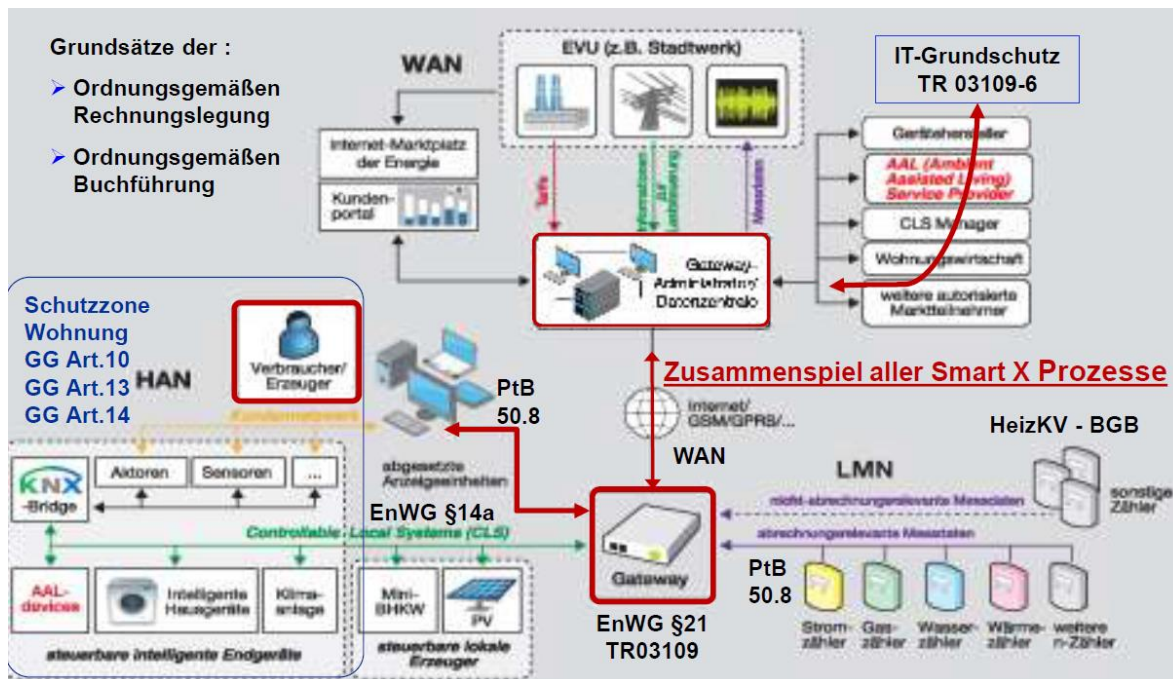 Grundsätze der :
➢ Ordnungsgemäßen
Rechnungslegung
➢ Ordnungsgemäßen
Buchführung
WAN
EVU (z.B. Stadtwerk)
IT-Grundschutz
TR 03109-6
Internet-Marktplatz
der Energie
Kunden-
portal
Tarife
Informationen
zur
Laststeuerung
Messdaten
Gerätehersteller
AAL (Ambient
Assisted Living)
Service Provider
CLS Manager
Wohnungswirtschaft
weitere autorisierte
Marktteilnehmer
Gateway-
Administrator/
Datenzentrale
Schutzzone
Wohnung
GG Art.10
GG Art.13
GG Art.14
HAN
Verbraucher/
Erzeuger
PtB
50.8
Zusammenspiel aller Smart X Prozesse
Internet/
GSM/GPRS/...
WAN
HeizKV - BGB
LMN
Kundennetzwerk
KNX
-Bridge
Aktoren
Sensoren
...
abgesetzte
Anzeigeeinheiten
nicht-abrechnungsrelevante Messdaten
sonstige
Zähler
EnWG §14a
Controllable Local Systems (CLS)
abrechnungsrelevante Messdaten
Gateway
PtB
50.8
AAL-
devices
Intelligente
Hausgeräte
Klima-
anlage
Mini-
BHKW
PV
steuerbare intelligente Endgeräte
steuerbare lokale
Erzeuger
EnWG §21
TR03109
Strom-
zähler
Gas-
zähler
Wasser-
zähler
Wärme-
zähler
weitere
n-Zähler